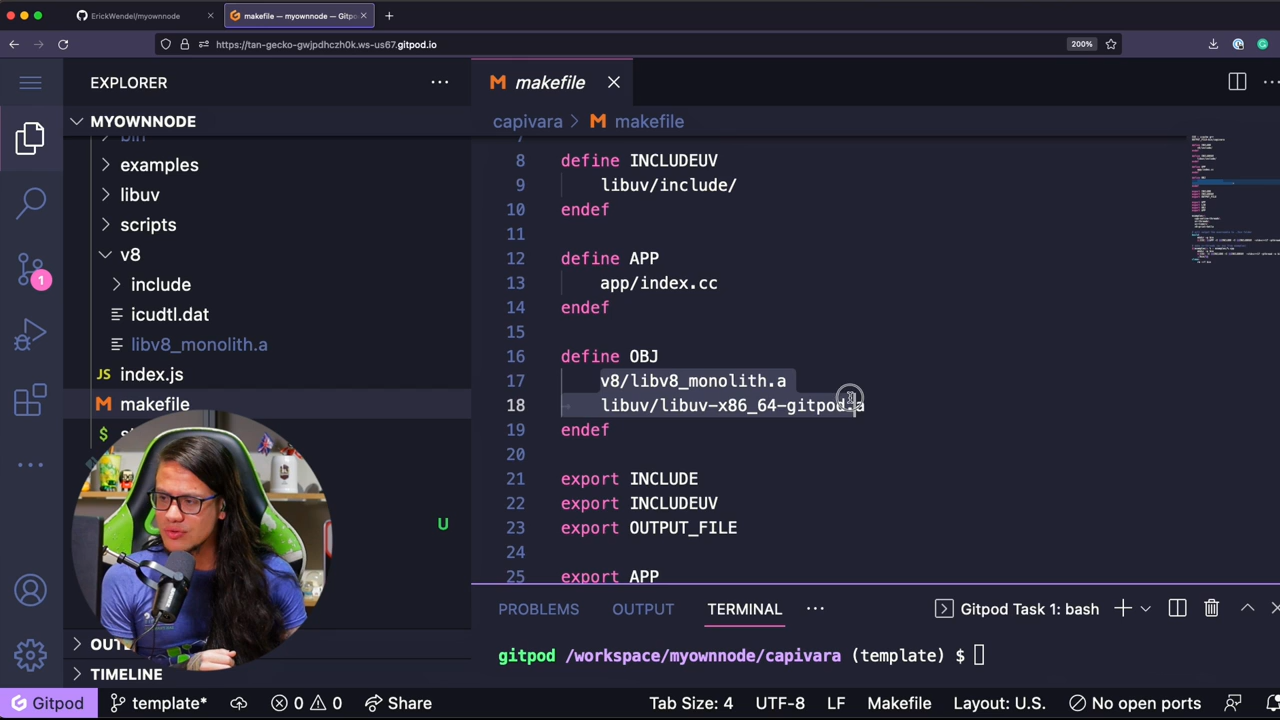 ErickWendel/myownnode
makefile — myownnode — Gitpod
https://tan-gecko-gwjpdhczh0k.ws-us67.gitpod.io
200%
EXPLORER
makefile
MYOWNNODE
capivara > makefile
bin
examples
libuv
scripts
v8
include
icudtl.dat
libv8_monolith.a
index.js
makefile
$
U
1
OUT
TIMELINE
7
8 define INCLUDEUV
9 libuv/include/
10 endef
11
12 define APP
13 app/index.cc
14 endef
15
16 define OBJ
17 v8/libv8_monolith.a
18 libuv/libuv-x86_64-gitpod.a
19 endef
20
21 export INCLUDE
22 export INCLUDEUV
23 export OUTPUT_FILE
24
25 export APP
PROBLEMS OUTPUT TERMINAL Gitpod Task 1: bash
gitpod /workspace/myownnode/capivara (template) $
Gitpod template* 0 0 Share Tab Size: 4 UTF-8 LF Makefile Layout: U.S. No open ports